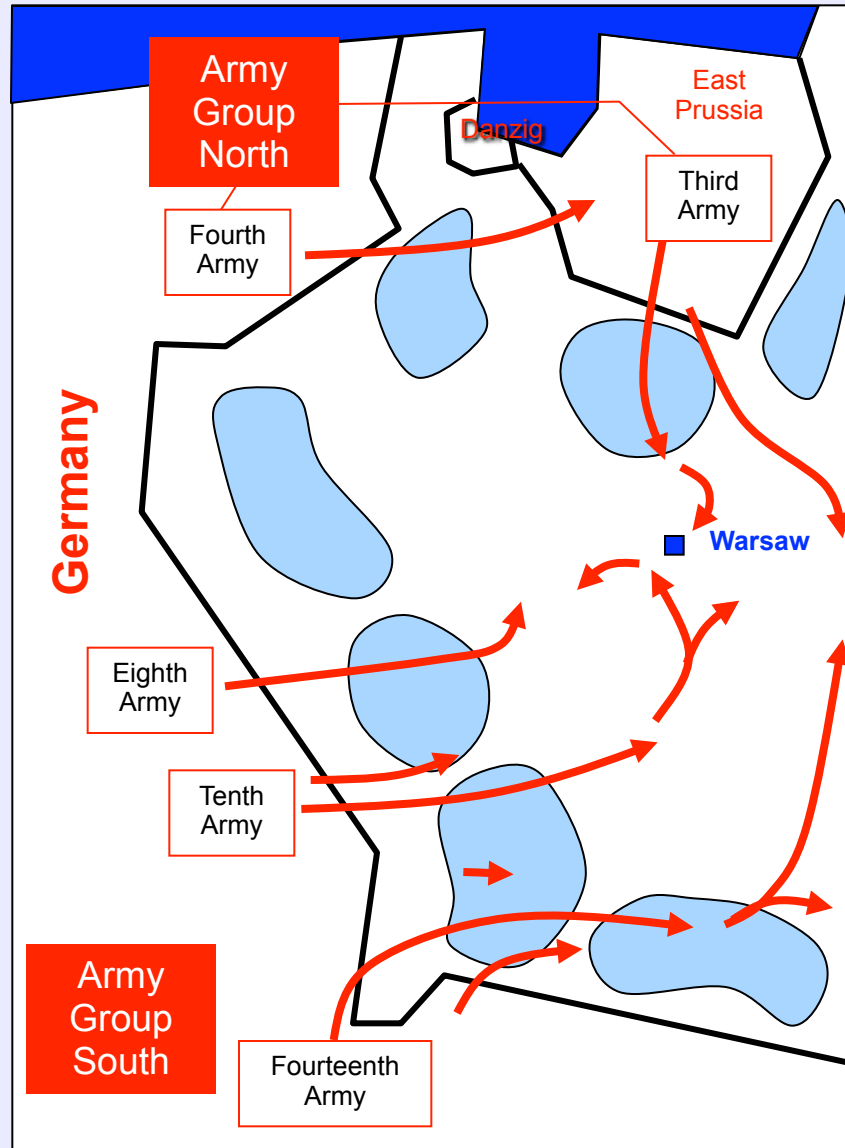 Army
Group
North
East
Prussia
Danzig
Third
Army
Fourth
Army
Germany
Warsaw
Eighth
Army
Tenth
Army
Army
Group
South
Fourteenth
Army